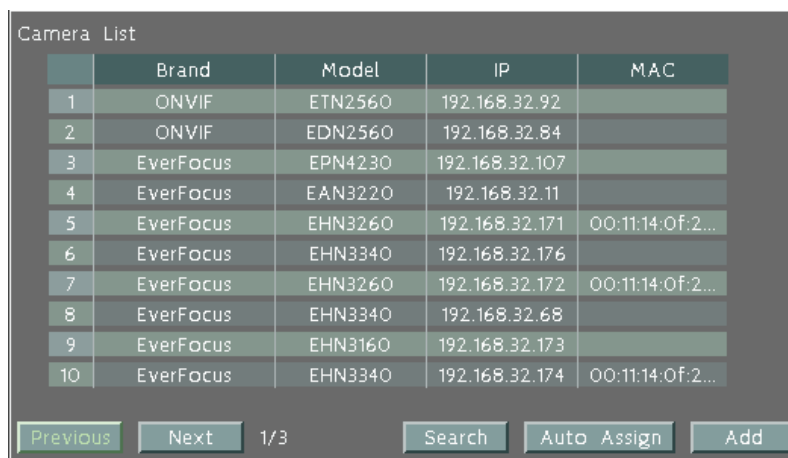 Camera List
Brand Model IP MAC
1 ONVIF ETN2560 192.168.32.92
2 ONVIF EDN2560 192.168.32.84
3 EverFocus EPN4230 192.168.32.107
4 EverFocus EAN3220 192.168.32.11
5 EverFocus EHN3260 192.168.32.171 00:11:14:0f:2...
6 EverFocus EHN3340 192.168.32.176
7 EverFocus EHN3260 192.168.32.172 00:11:14:0f:2...
8 EverFocus EHN3340 192.168.32.68
9 EverFocus EHN3160 192.168.32.173
10 EverFocus EHN3340 192.168.32.174 00:11:14:0f:2...
Previous Next 1/3 Search Auto Assign Add